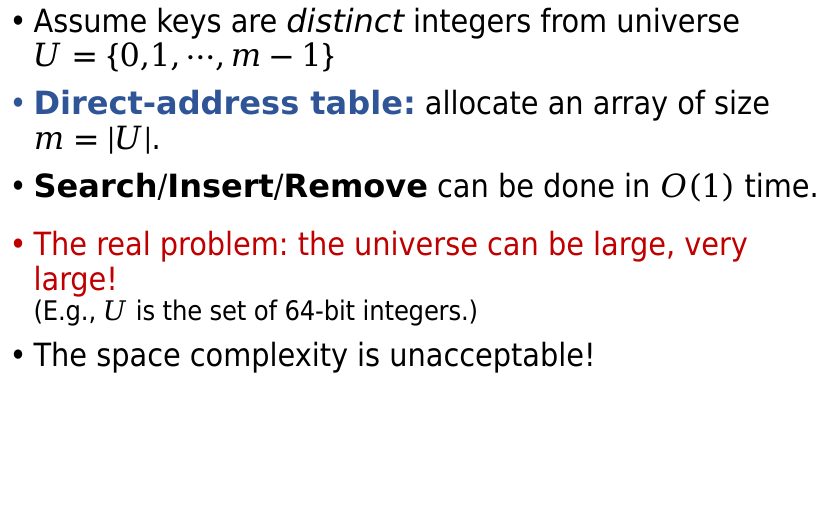 • Assume keys are distinct integers from universe
U = {0,1, ⋯, m − 1}
• Direct-address table: allocate an array of size
m = |U|.
• Search/Insert/Remove can be done in O(1) time.
• The real problem: the universe can be large, very
large!
(E.g., U is the set of 64-bit integers.)
• The space complexity is unacceptable!